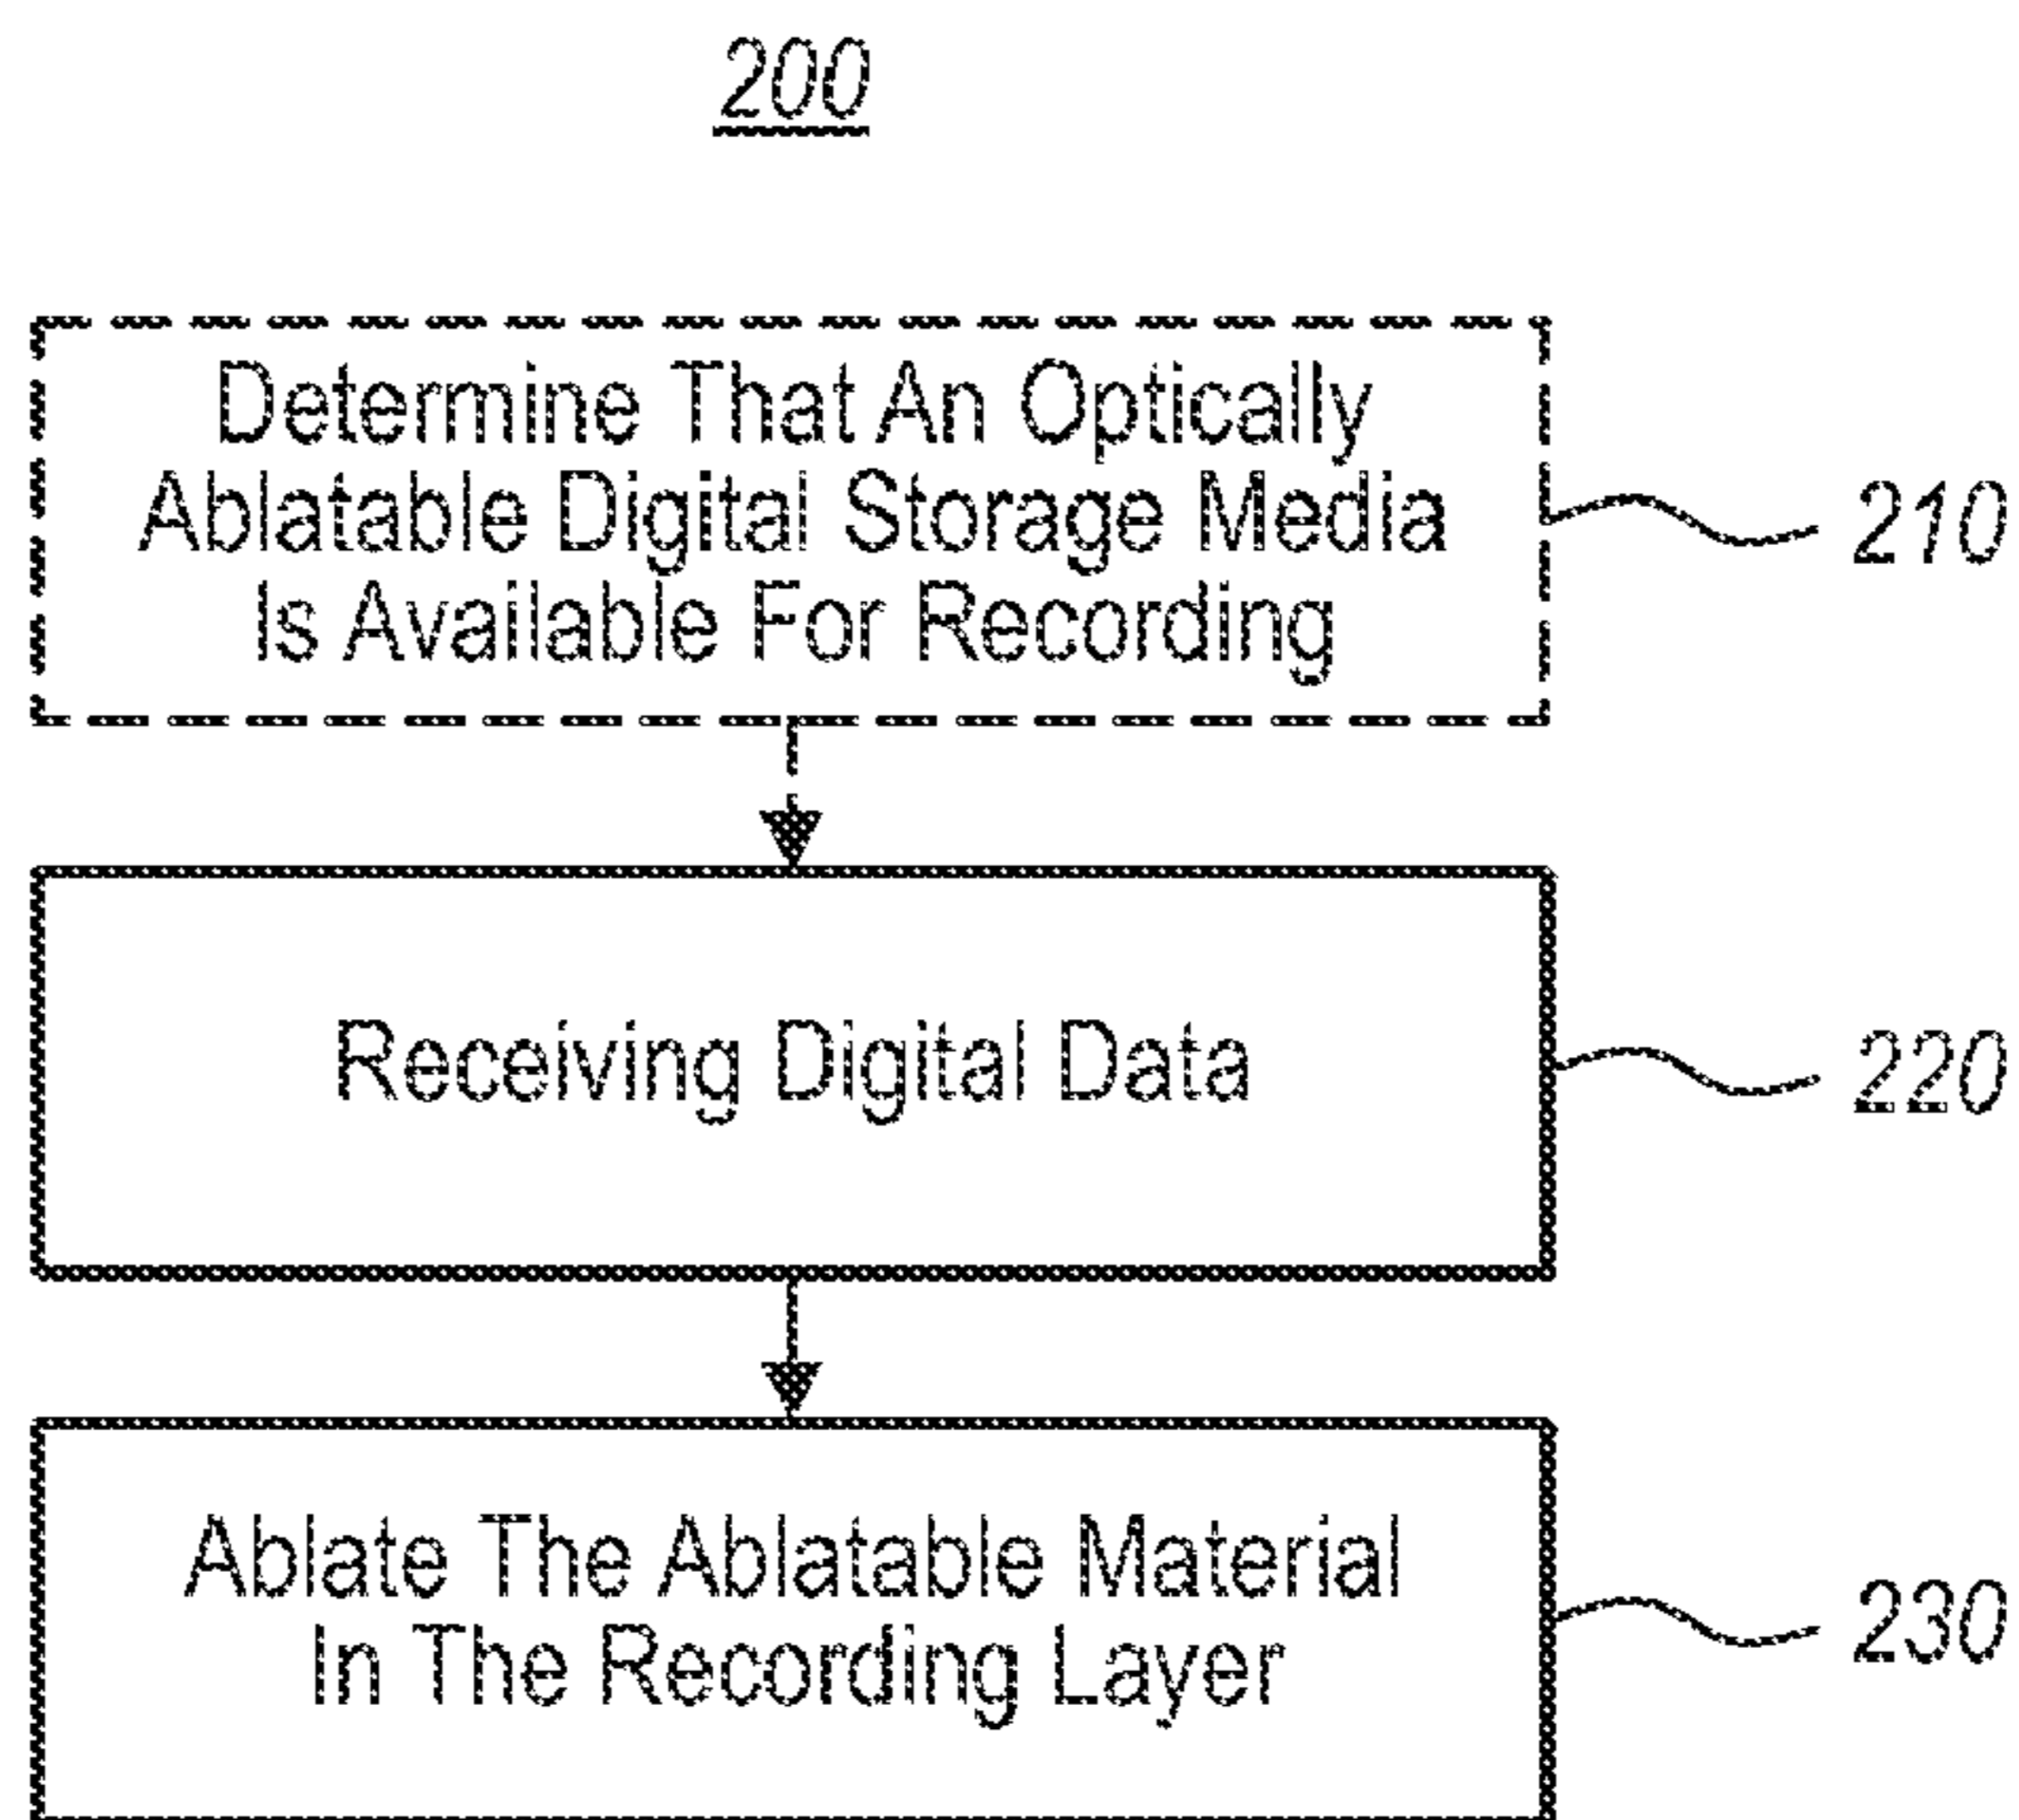 200
Determine That An Optically
Ablatable Digital Storage Media
Is Available For Recording
210
Receiving Digital Data
220
Ablate The Ablatable Material
In The Recording Layer
230